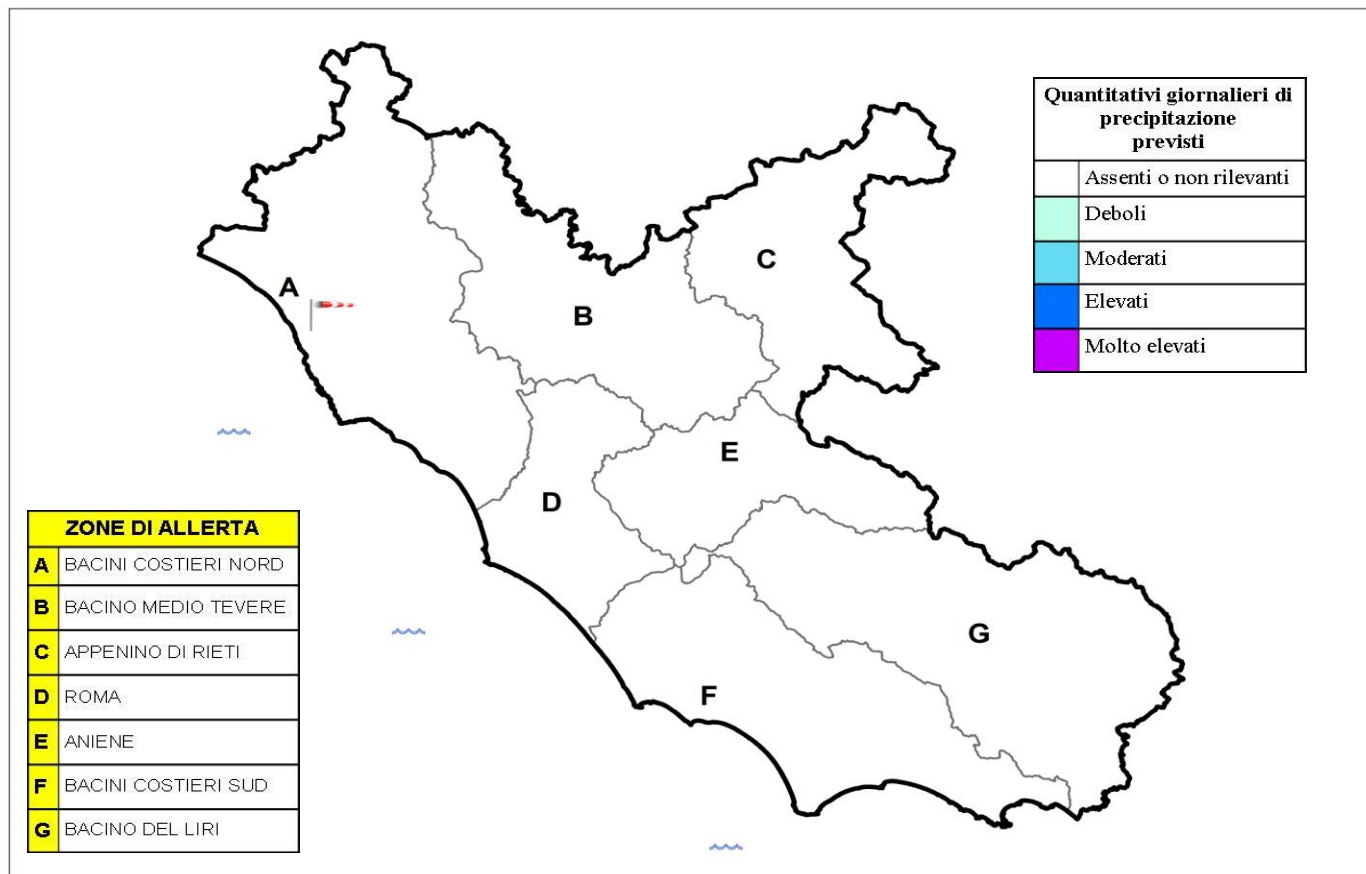 Quantitativi giornalieri di
precipitazione
previsti
Assenti o non rilevanti
Deboli
Moderati
Elevati
Molto elevati
A
B
C
D
E
F
G
ZONE DI ALLERTA
A BACINI COSTIERI NORD
B BACINO MEDIO TEVERE
C APPENINO DI RIETI
D ROMA
E ANIENE
F BACINI COSTIERI SUD
G BACINO DEL LIRI